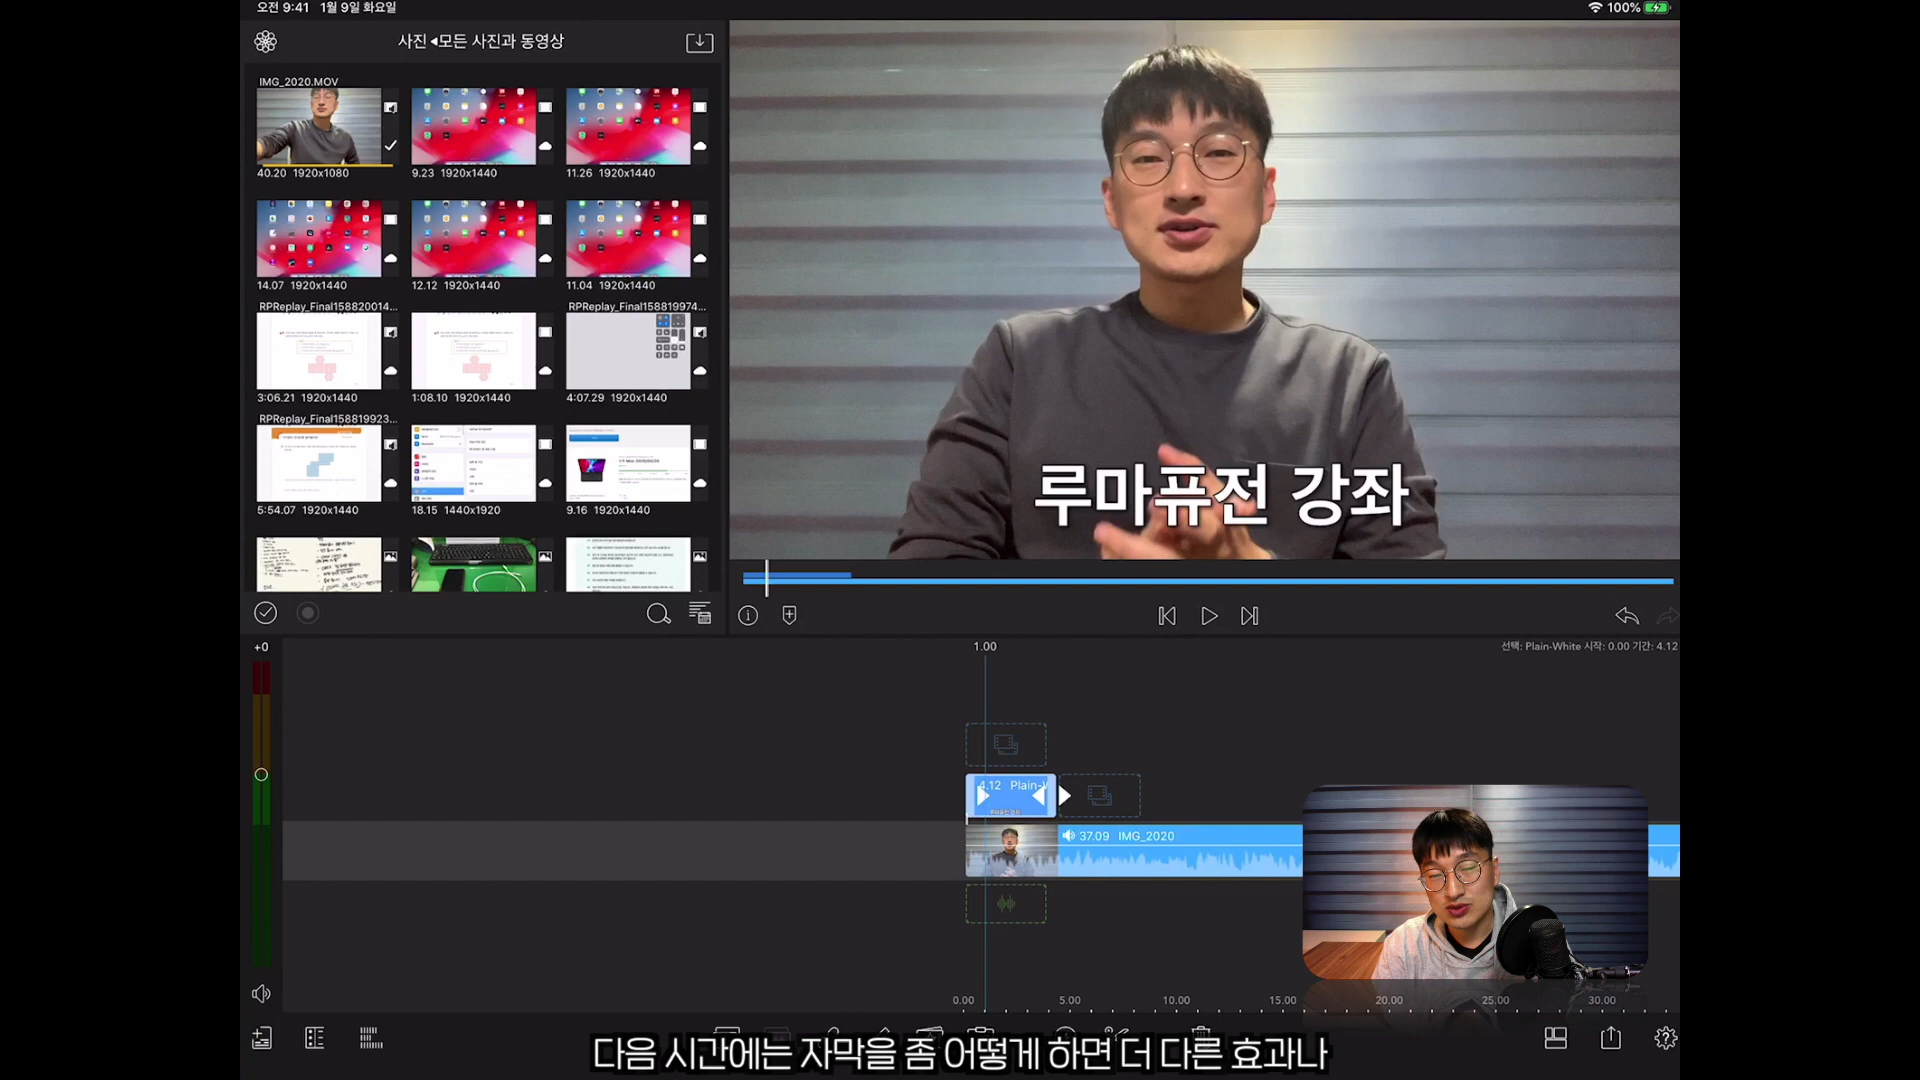 오전 9:41 1월 9일 화요일
100%
사진 ◂모든 사진과 동영상
IMG_2020.MOV
40.20 1920x1080
9.23 1920x1440
11.26 1920x1440
14.07 1920x1440
12.12 1920x1440
11.04 1920x1440
RPReplay_Final158820014...
RPReplay_Final158819974...
3:06.21 1920x1440
1:08.10 1920x1440
4:07.29 1920x1440
RPReplay_Final158819923...
5:54.07 1920x1440
18.15 1440x1920
9.16 1920x1440
루마퓨전 강좌
+0
1.00
선택: Plain-White 시작: 0.00 기간: 4.12
4.12 Plain-
37.09 IMG_2020
0.00 5.00 10.00 15.00 20.00 25.00 30.00
다음 시간에는 자막을 좀 어떻게 하면 더 다른 효과나